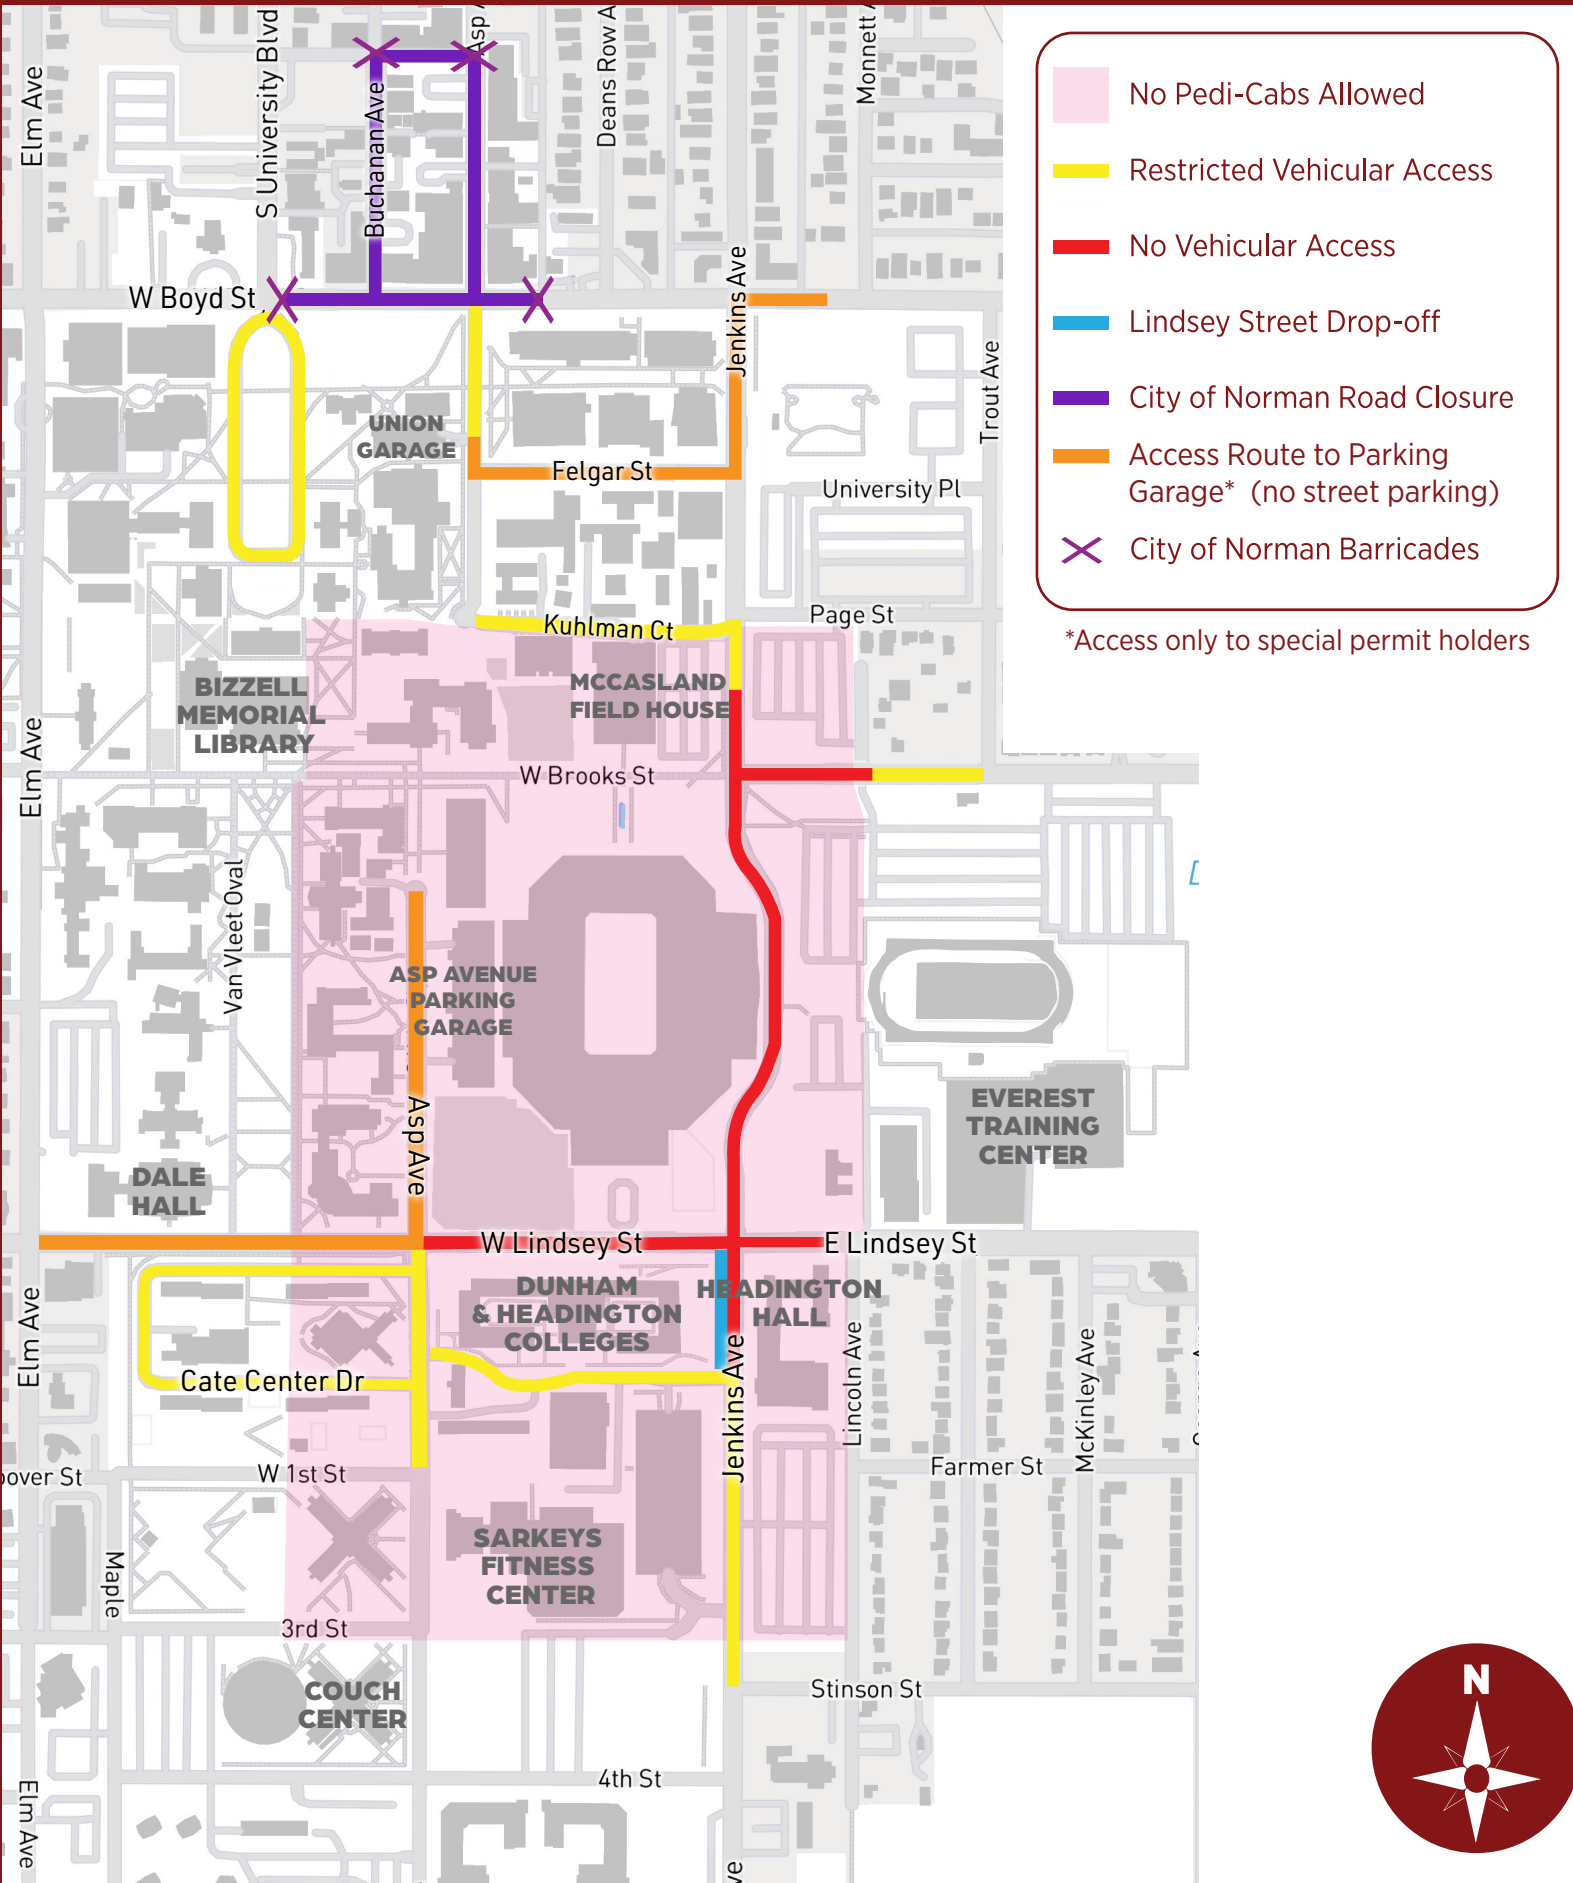 No Pedi-Cabs Allowed
Restricted Vehicular Access
No Vehicular Access
Lindsey Street Drop-off
City of Norman Road Closure
Access Route to Parking
Garage* (no street parking)
City of Norman Barricades
*Access only to special permit holders
N
Elm Ave
S University Blvd
Buchanan Ave
Asp
Deans Row A
Monnett
W Boyd St
Jenkins Ave
Trout Ave
UNION
GARAGE
Felgar St
University Pl
Page St
Kuhlman Ct
BIZZELL
MEMORIAL
LIBRARY
MCCASLAND
FIELD HOUSE
Elm Ave
W Brooks St
Van Vleet Oval
ASP AVENUE
PARKING
GARAGE
Asp Ave
EVEREST
TRAINING
CENTER
DALE
HALL
W Lindsey St
E Lindsey St
DUNHAM
& HEADINGTON
COLLEGES
HEADINGTON
HALL
Elm Ave
Cate Center Dr
Jenkins Ave
Lincoln Ave
McKinley Ave
over St
W 1st St
Farmer St
Maple
SARKEYS
FITNESS
CENTER
3rd St
COUCH
CENTER
Stinson St
4th St
Elm Ave
ve